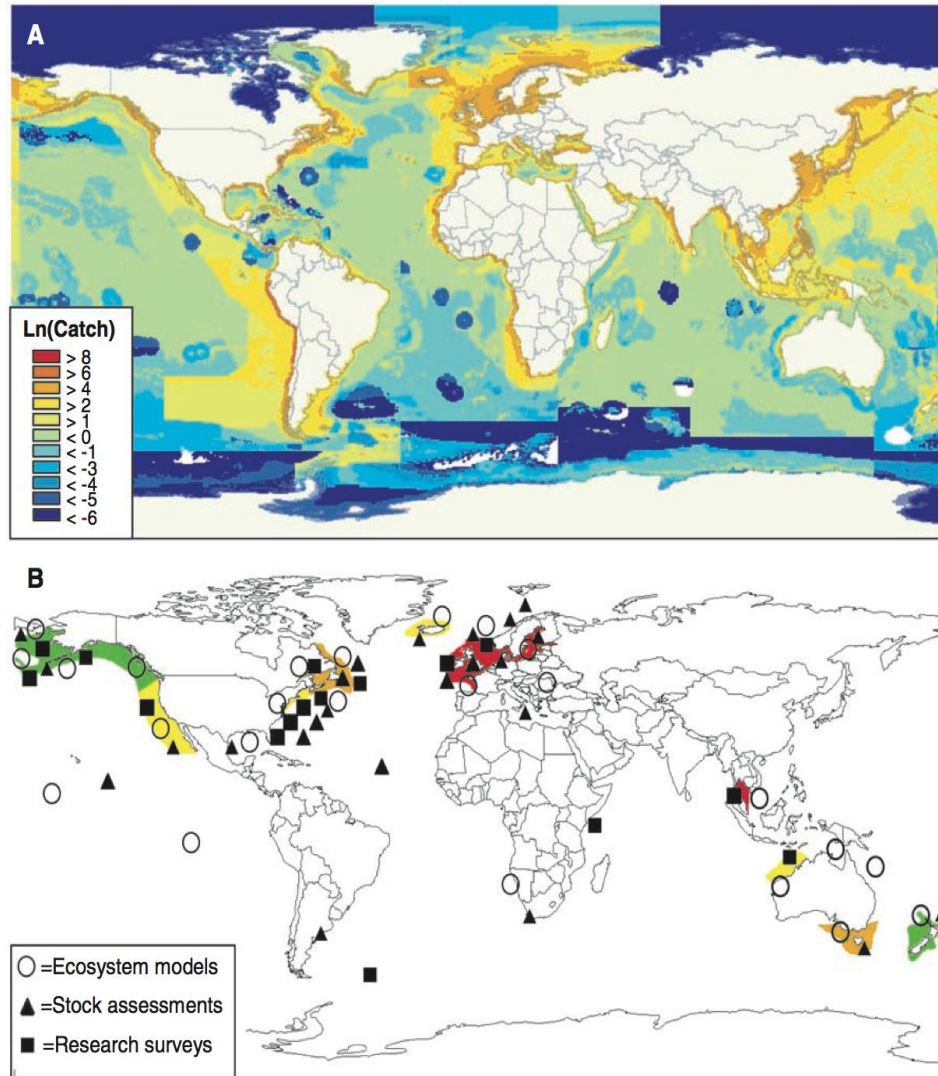 A
Ln(Catch)
> 8
> 6
> 4
> 2
> 1
< 0
< -1
< -3
< -4
< -5
< -6
B
=Ecosystem models
=Stock assessments
=Research surveys